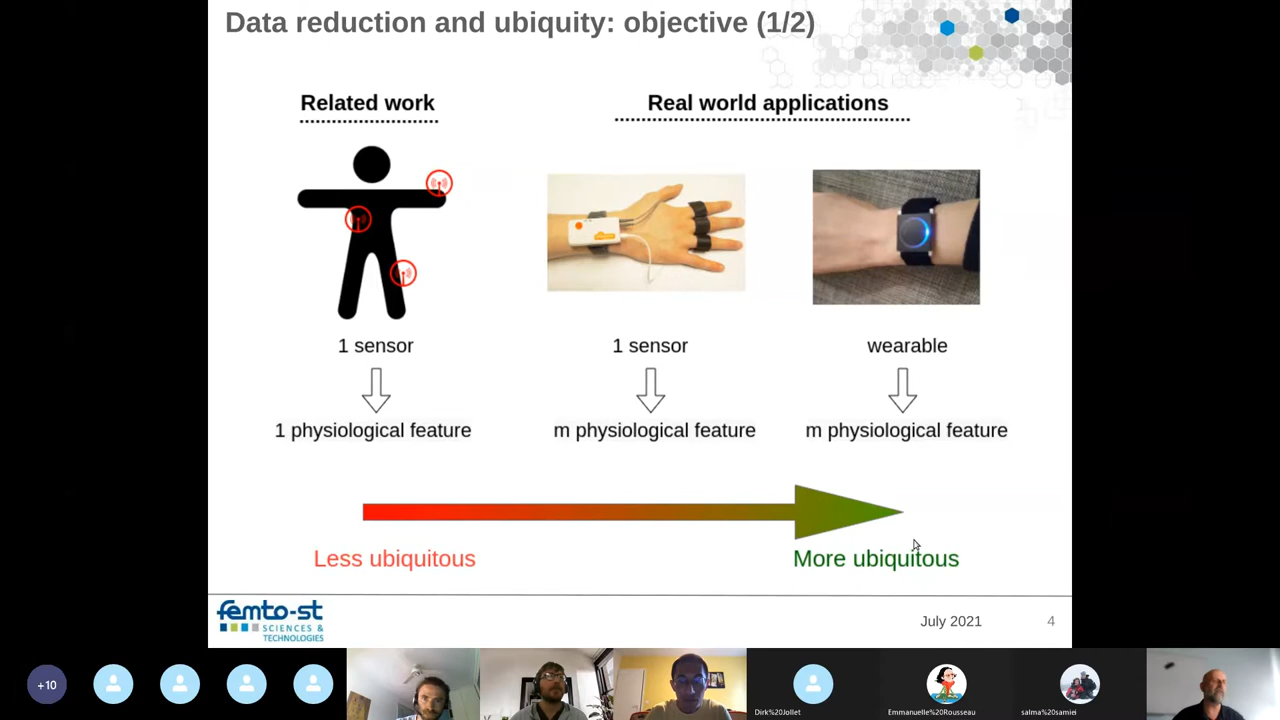 Data reduction and ubiquity: objective (1/2)
Related work
Real world applications
1 sensor
1 sensor
wearable
1 physiological feature
m physiological feature
m physiological feature
Less ubiquitous
More ubiquitous
femto-st
SCIENCES &
TECHNOLOGIES
July 2021
4
+10
Dirk%20Jollet
Emmanuelle%20Rousseau
salma%20samiei